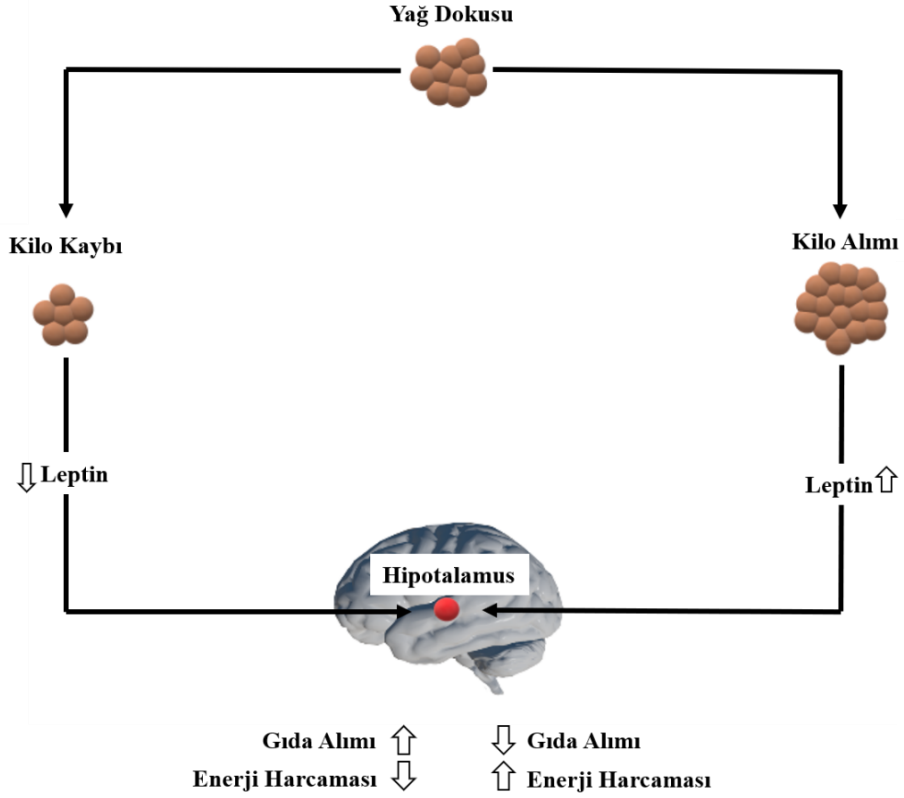 Yağ Dokusu
Kilo Kaybı
Kilo Alımı
Leptin
Leptin
Hipotalamus
Gıda Alımı
Gıda Alımı
Enerji Harcaması
Enerji Harcaması